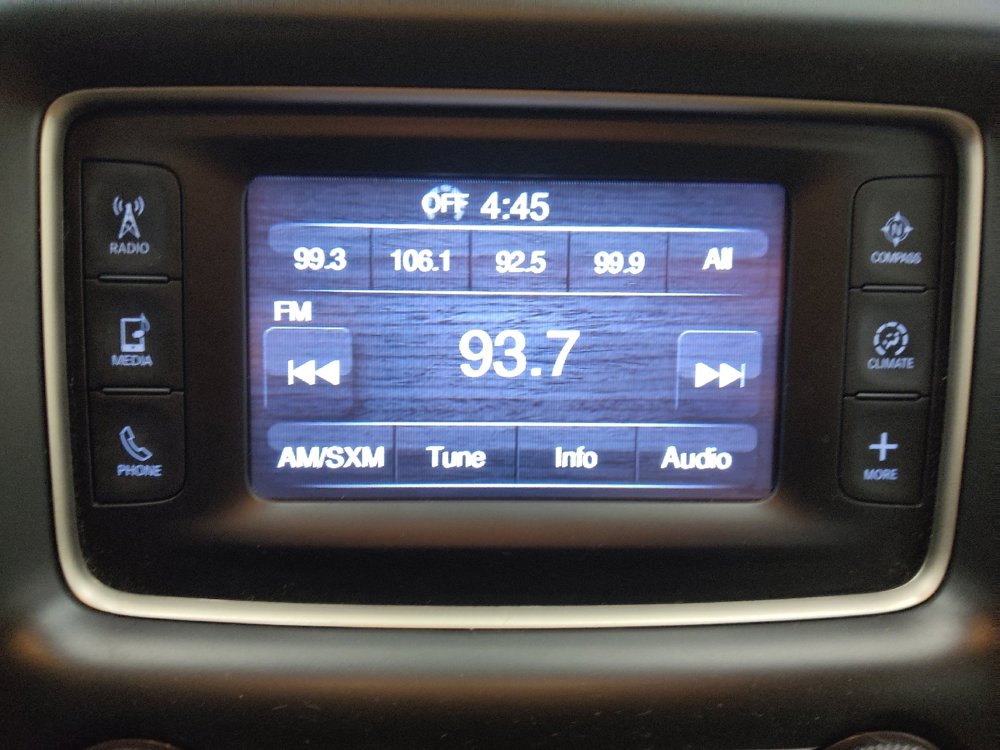 OFF 4:45
99.3 106.1 92.5 99.9 All
FM
93.7
AM/SXM Tune Info Audio
RADIO
MEDIA
PHONE
N
COMPASS
CLIMATE
MORE